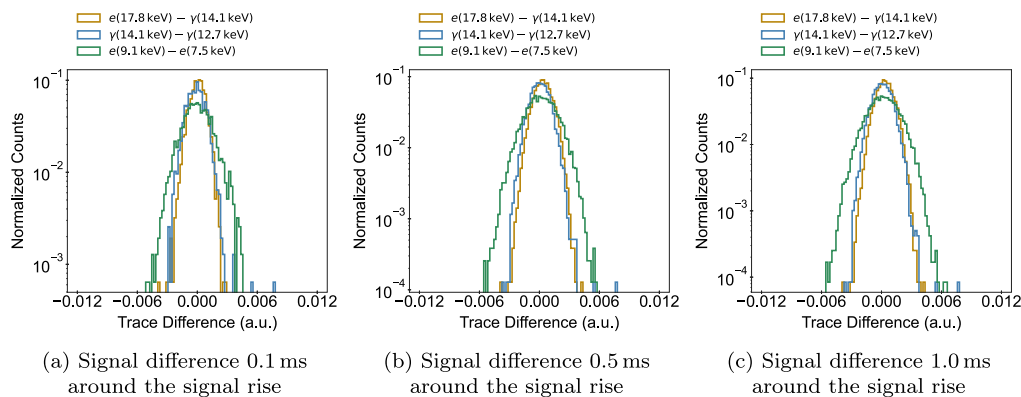 e(17.8 keV) − γ(14.1 keV)
γ(14.1 keV) − γ(12.7 keV)
e(9.1 keV) − e(7.5 keV)
10⁻¹
10⁻²
10⁻³
Normalized Counts
−0.012 −0.006 0.000 0.006 0.012
Trace Difference (a.u.)
(a) Signal difference 0.1 ms
around the signal rise
e(17.8 keV) − γ(14.1 keV)
γ(14.1 keV) − γ(12.7 keV)
e(9.1 keV) − e(7.5 keV)
10⁻¹
10⁻²
10⁻³
10⁻⁴
Normalized Counts
−0.012 −0.006 0.000 0.006 0.012
Trace Difference (a.u.)
(b) Signal difference 0.5 ms
around the signal rise
e(17.8 keV) − γ(14.1 keV)
γ(14.1 keV) − γ(12.7 keV)
e(9.1 keV) − e(7.5 keV)
10⁻¹
10⁻²
10⁻³
10⁻⁴
Normalized Counts
−0.012 −0.006 0.000 0.006 0.012
Trace Difference (a.u.)
(c) Signal difference 1.0 ms
around the signal rise